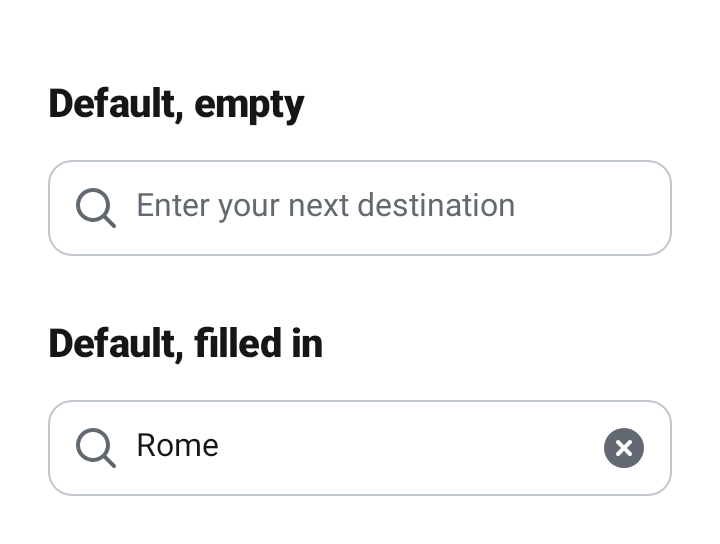 Default, empty
Enter your next destination
Default, filled in
Rome